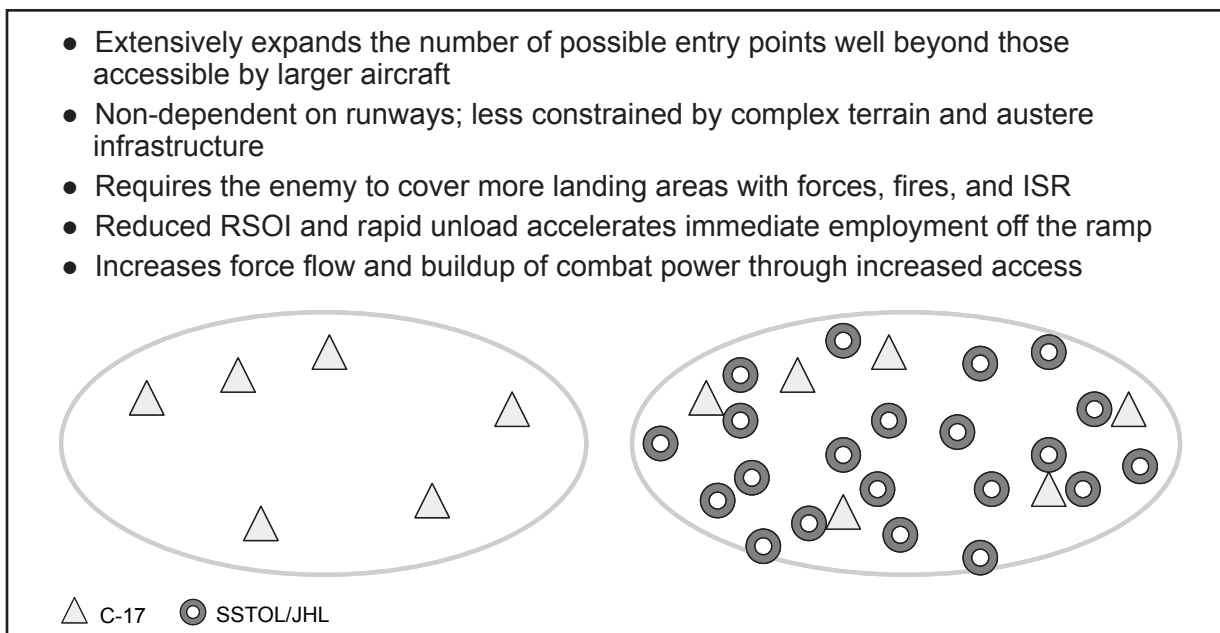 ● Extensively expands the number of possible entry points well beyond those
accessible by larger aircraft
● Non-dependent on runways; less constrained by complex terrain and austere
infrastructure
● Requires the enemy to cover more landing areas with forces, fires, and ISR
● Reduced RSOI and rapid unload accelerates immediate employment off the ramp
● Increases force flow and buildup of combat power through increased access
C-17 SSTOL/JHL